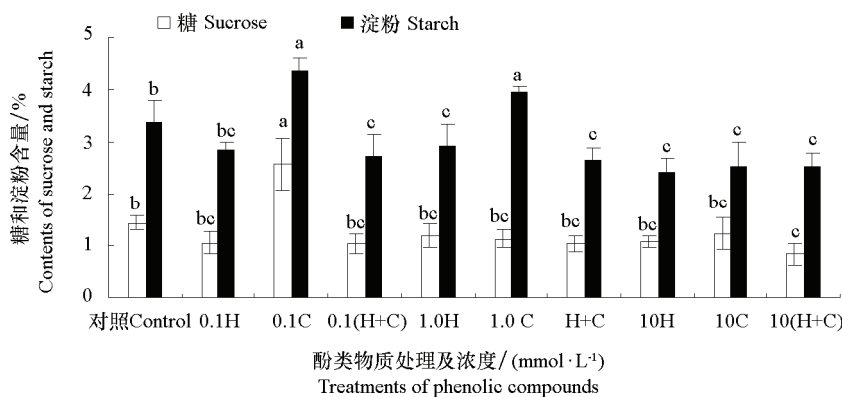 糖 Sucrose 淀粉 Starch
糖和淀粉含量/%
Contents of sucrose and starch
5
4
3
2
1
0
b b bc bc a a bc c bc c bc a bc c bc c bc c c c
对照Control 0.1H 0.1C 0.1(H+C) 1.0H 1.0 C H+C 10H 10C 10(H+C)
酚类物质处理及浓度/(mmol·L⁻¹)
Treatments of phenolic compounds